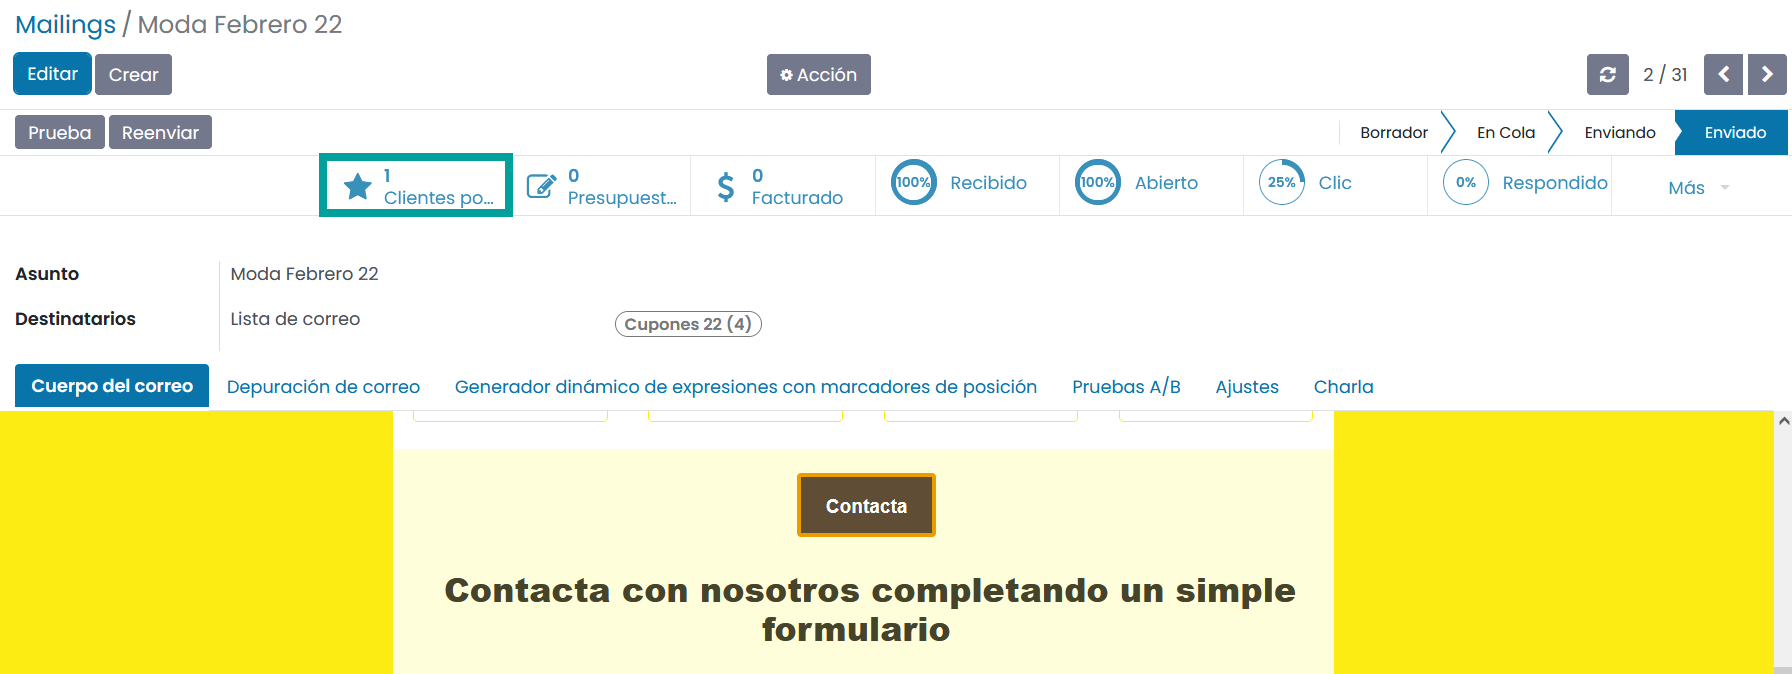 Mailings / Moda Febrero 22
Editar Crear Acción 2 / 31
Prueba Reenviar Borrador En Cola Enviando Enviado
1 Clientes po...
0 Presupuest...
0 Facturado
100% Recibido
100% Abierto
25% Clic
0% Respondido
Más
Asunto Moda Febrero 22
Destinatarios Lista de correo Cupones 22 (4)
Cuerpo del correo Depuración de correo Generador dinámico de expresiones con marcadores de posición Pruebas A/B Ajustes Charla
Contacta
Contacta con nosotros completando un simple
formulario